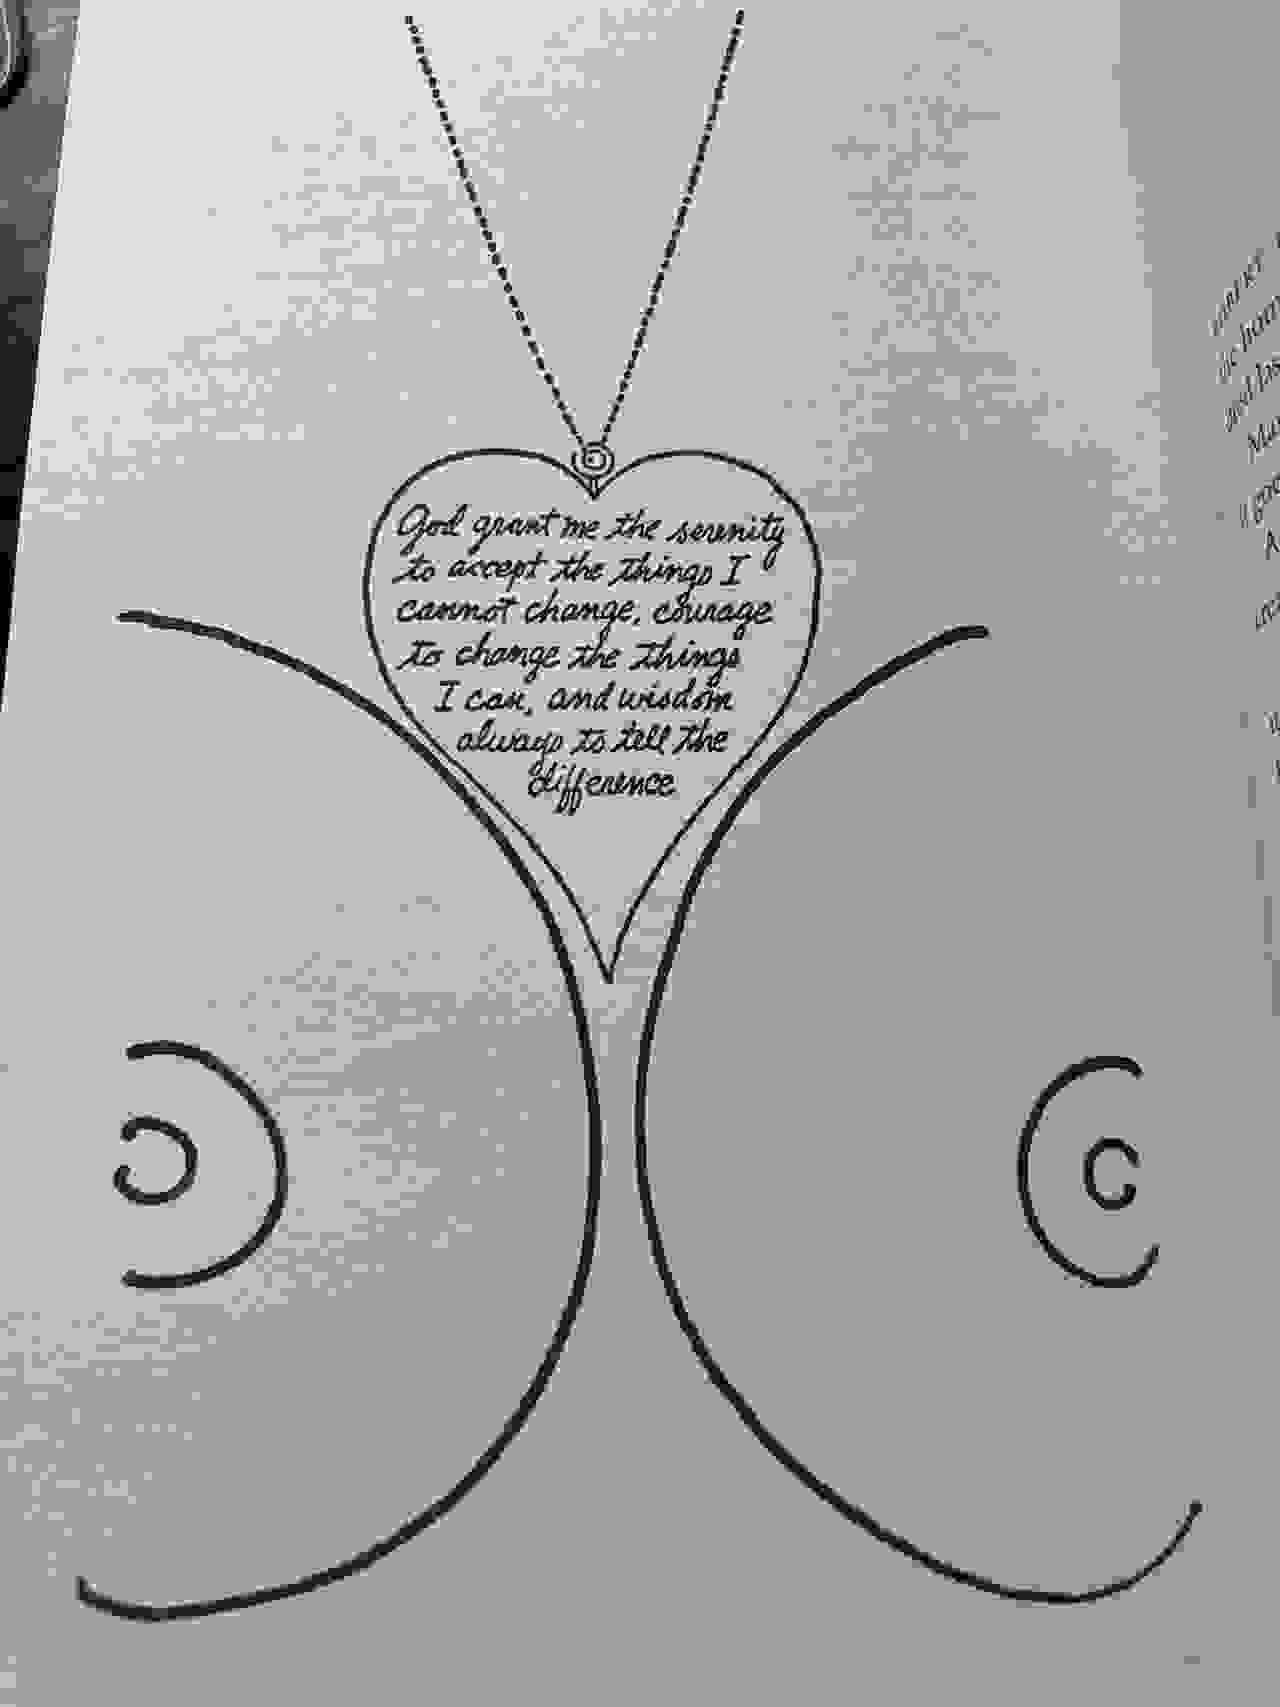 God grant me the serenity
to accept the things I
cannot change, courage
to change the things
I can, and wisdom
always to tell the
difference